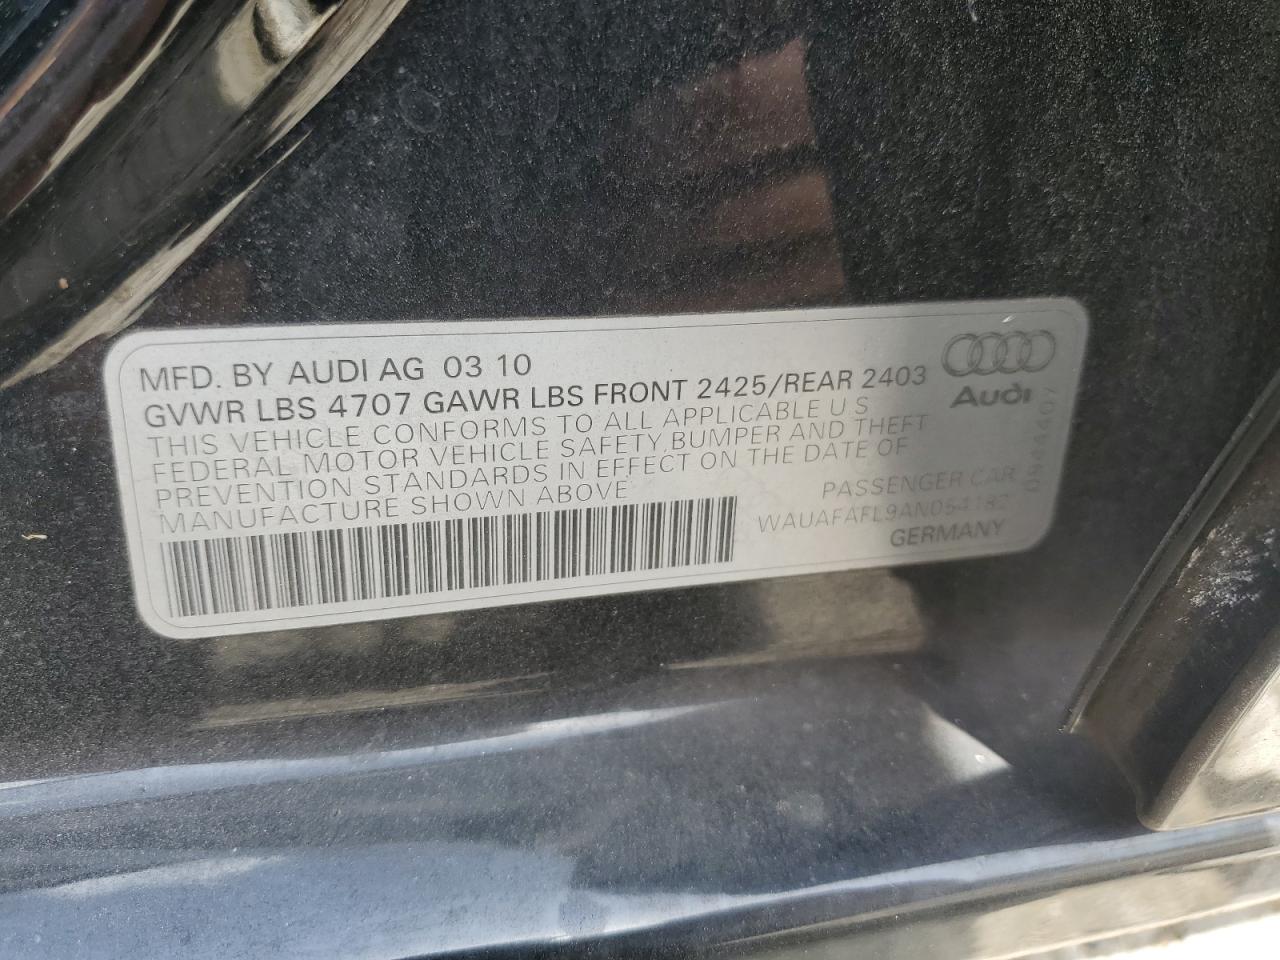 MFD. BY AUDI AG 03 10
GVWR LBS 4707 GAWR LBS FRONT 2425/REAR 2403
THIS VEHICLE CONFORMS TO ALL APPLICABLE U S
FEDERAL MOTOR VEHICLE SAFETY, BUMPER AND THEFT
PREVENTION STANDARDS IN EFFECT ON THE DATE OF
MANUFACTURE SHOWN ABOVE
Audi
PASSENGER CAR
WAUAFAFL9AN054182
GERMANY